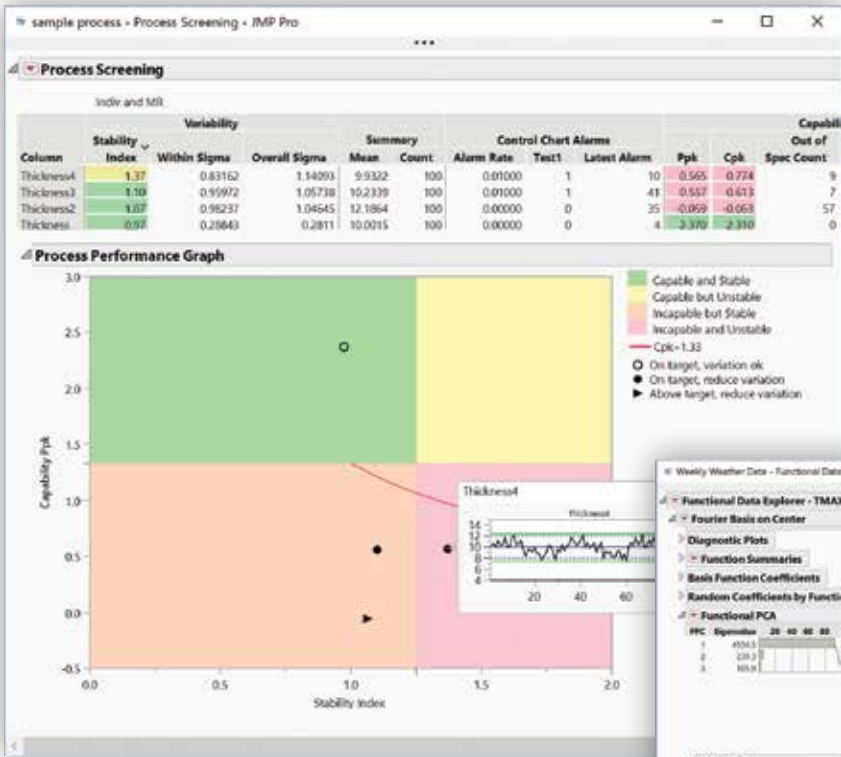 sample process - Process Screening - JMP Pro
Process Screening
Indiv and MR
Variability Capabili
Stability Summary Control Chart Alarms Out of
Column Index Within Sigma Overall Sigma Mean Count Alarm Rate Test1 Latest Alarm Ppk Cpk Spec Count
Thickness4 1.37 0.83162 1.14093 9.9322 100 0.01000 1 10 0.565 0.774 9
Thickness3 1.10 0.95972 1.05738 10.2339 100 0.01000 1 41 0.557 0.613 7
Thickness2 1.07 0.98237 1.04645 12.1864 100 0.00000 0 35 -0.059 -0.063 57
Thickness 0.97 0.28843 0.2811 10.0015 100 0.00000 0 4 2.370 2.310 0
Process Performance Graph
Capability Ppk
3.0
2.5
2.0
1.5
1.0
0.5
0.0
-0.5
0.0 0.5 1.0 1.5 2.0
Stability Index
Capable and Stable
Capable but Unstable
Incapable but Stable
Incapable and Unstable
Cpk=1.33
On target, variation ok
On target, reduce variation
Above target, reduce variation
Thickness4
Thickness4
14
12
10
8
6
4
20 40 60
Weekly Weather Data - Functional Data
Functional Data Explorer - TMAX
Fourier Basis on Center
Diagnostic Plots
Function Summaries
Basis Function Coefficients
Random Coefficients by Functio
Functional PCA
FPC Eigenvalue 20 40 60 80
1
2
3